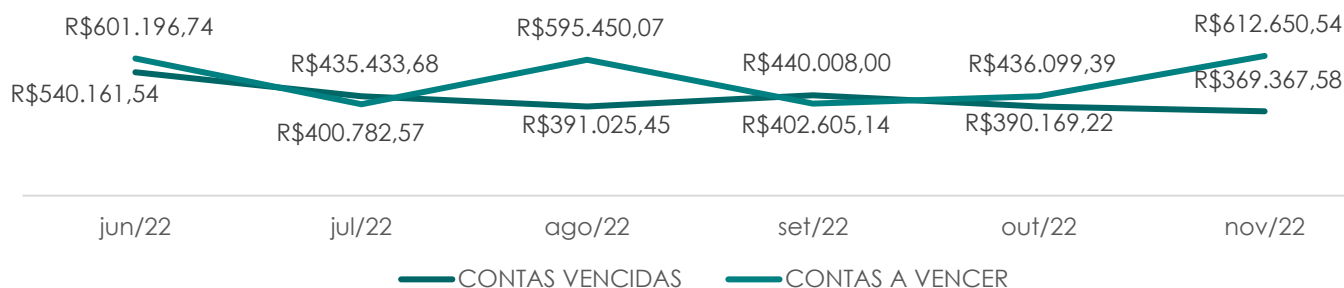 R$601.196,74
R$595.450,07
R$612.650,54
R$435.433,68
R$440.008,00
R$436.099,39
R$369.367,58
R$540.161,54
R$400.782,57
R$391.025,45
R$402.605,14
R$390.169,22
jun/22 jul/22 ago/22 set/22 out/22 nov/22
CONTAS VENCIDAS CONTAS A VENCER